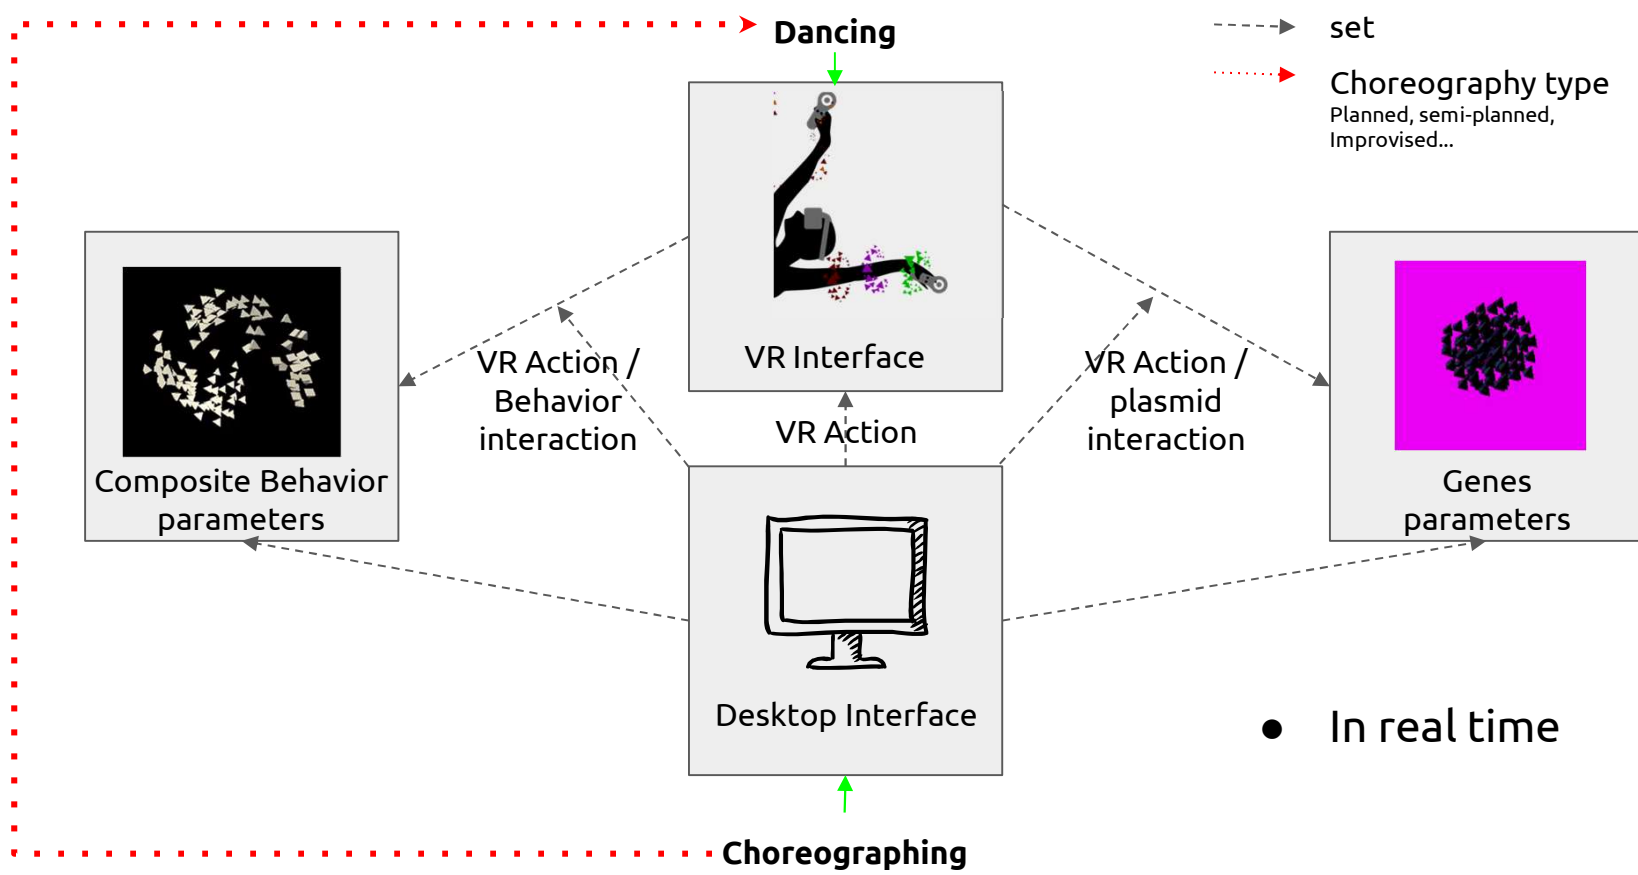 Dancing
set
Choreography type
Planned, semi-planned,
Improvised...
VR Interface
VR Action /
Behavior
interaction
VR Action
VR Action /
plasmid
interaction
Composite Behavior
parameters
Genes
parameters
Desktop Interface
● In real time
Choreographing